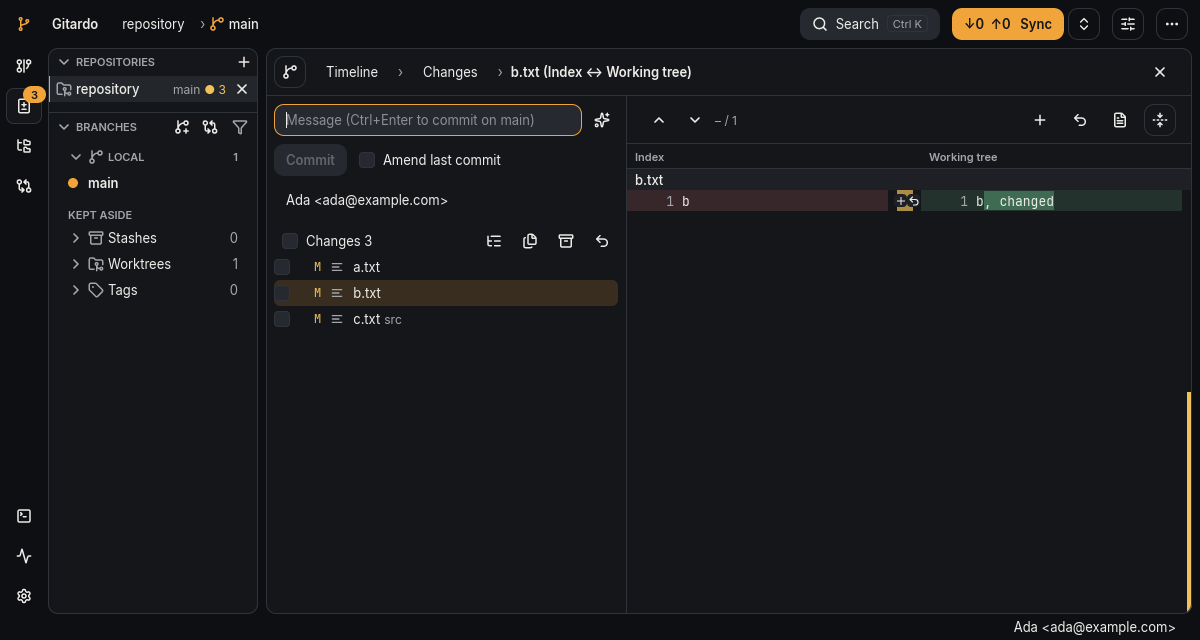 Gitardo repository › main Search Ctrl K ↓0 ↑0 Sync
REPOSITORIES
repository main 3
3
BRANCHES
LOCAL 1
main
KEPT ASIDE
Stashes 0
Worktrees 1
Tags 0
Timeline › Changes › b.txt (Index ↔ Working tree)
Message (Ctrl+Enter to commit on main)
Commit Amend last commit
Ada <ada@example.com>
Changes 3
M a.txt
M b.txt
M c.txt src
– / 1
Index Working tree
b.txt
1 b 1 b, changed
Ada <ada@example.com>